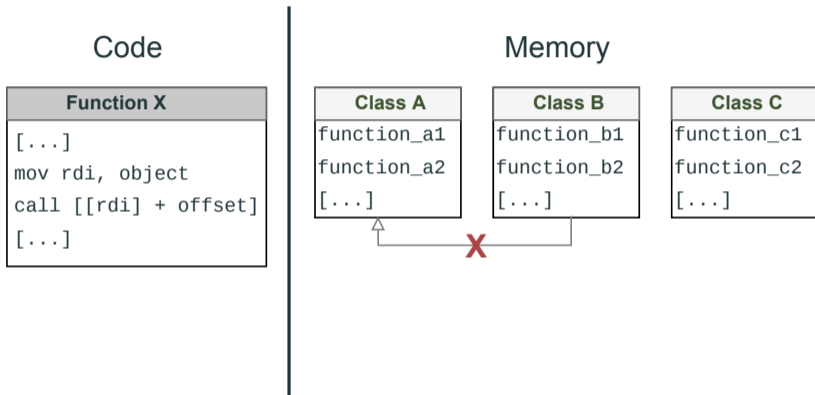 Code
Function X
[...]
mov rdi, object
call [[rdi] + offset]
[...]
Memory
Class A
function_a1
function_a2
[...]
Class B
function_b1
function_b2
[...]
Class C
function_c1
function_c2
[...]
X